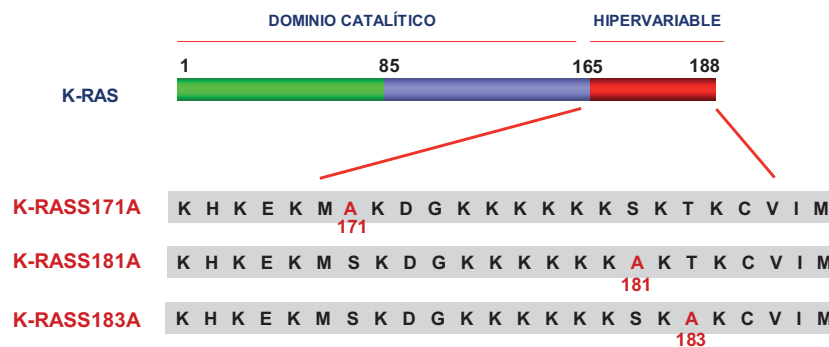 DOMINIO CATALÍTICO HIPERVARIABLE
1 85 165 188
K-RAS
K-RASS171A K H K E K M A K D G K K K K K K S K T K C V I M
171
K-RASS181A K H K E K M S K D G K K K K K K A K T K C V I M
181
K-RASS183A K H K E K M S K D G K K K K K K S K A K C V I M
183